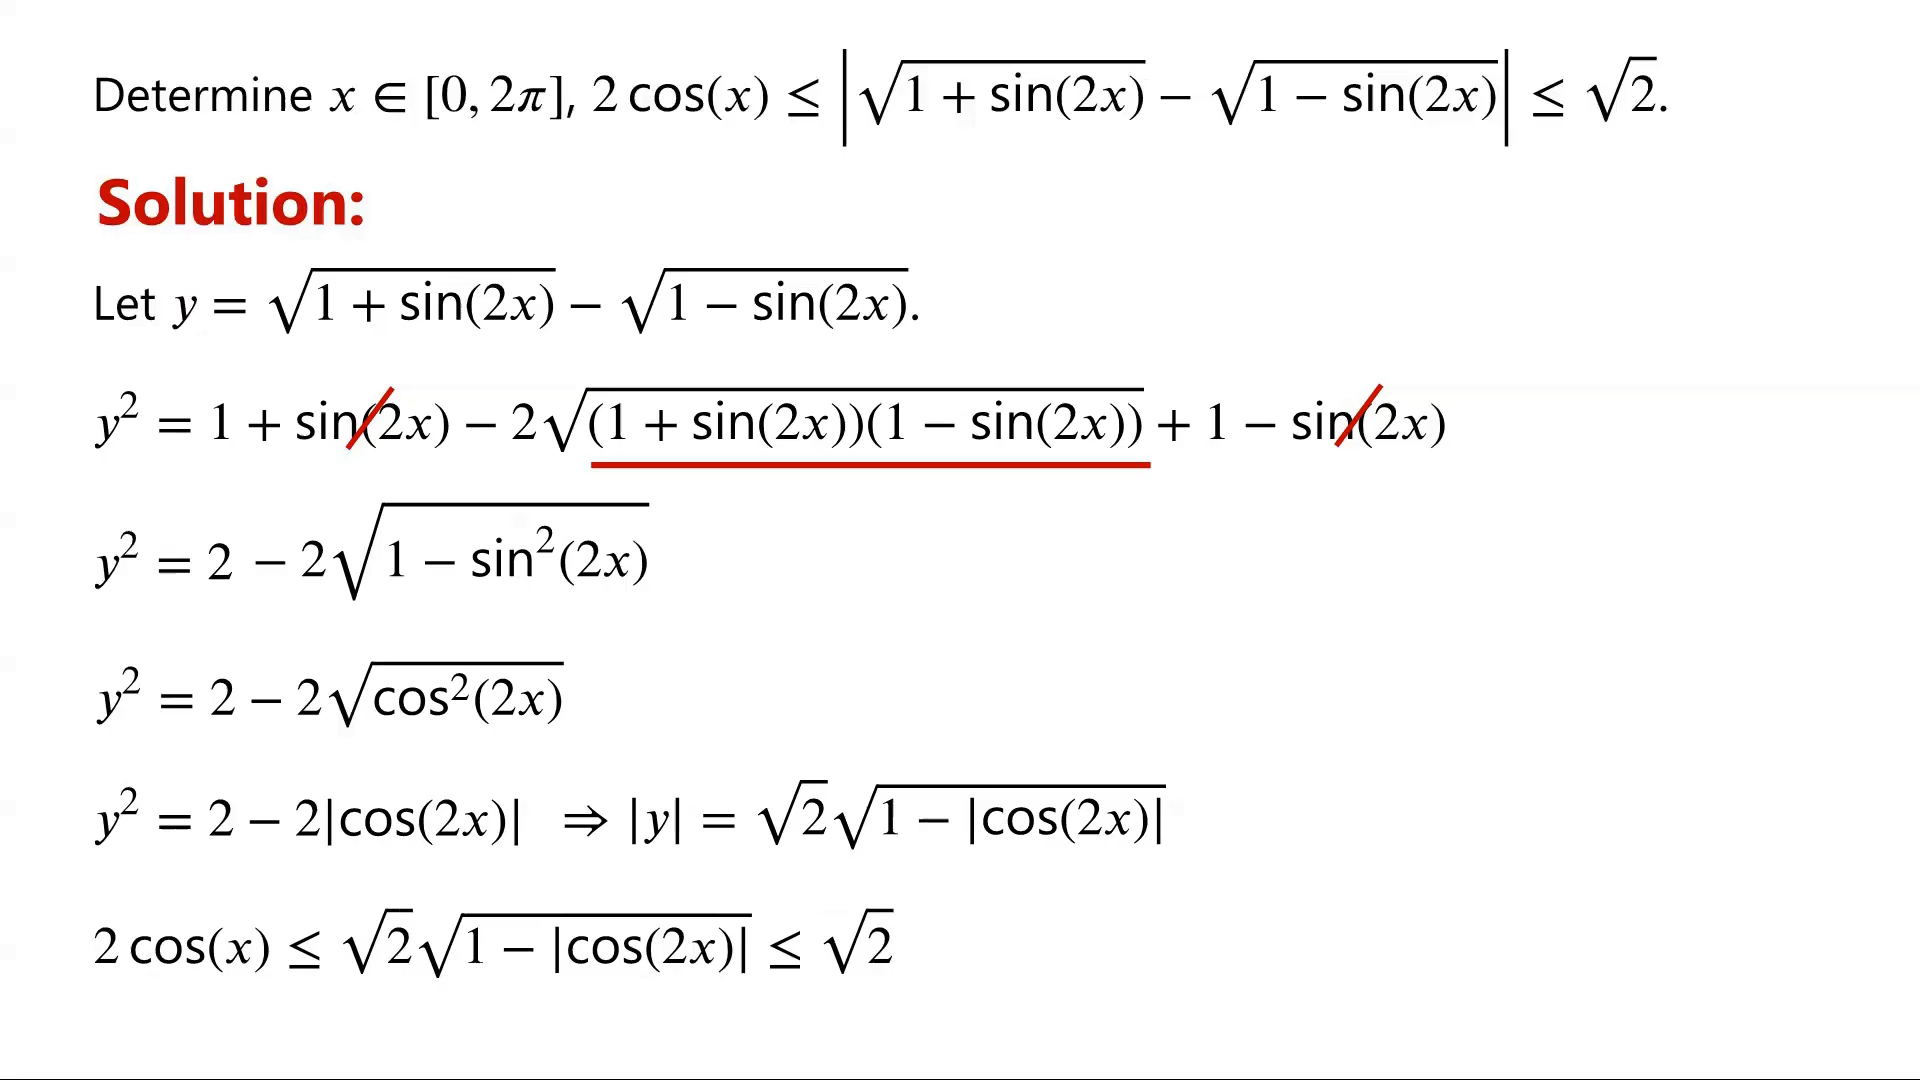 Determine x ∈ [0, 2π], 2 cos(x) ≤ |√(1 + sin(2x)) − √(1 − sin(2x))| ≤ √2.
Solution:
Let y = √(1 + sin(2x)) − √(1 − sin(2x)).
y² = 1 + sin(2x) − 2√((1 + sin(2x))(1 − sin(2x))) + 1 − sin(2x)
y² = 2 − 2√(1 − sin²(2x))
y² = 2 − 2√(cos²(2x))
y² = 2 − 2|cos(2x)| ⇒ |y| = √2√(1 − |cos(2x)|)
2 cos(x) ≤ √2√(1 − |cos(2x)|) ≤ √2